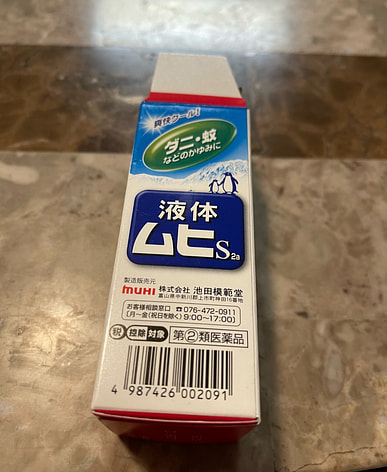 爽快クール!
ダニ・蚊
などのかゆみに
液体
ムヒS2a
製造販売元
MUHI 株式会社 池田模範堂
富山県中新川郡上市町神田16番地
お客様相談窓口 ☎076-472-0911
[月〜金(祝日を除く)9:00〜17:00]
税 控除 対象 指定②類医薬品
4 987426 002091